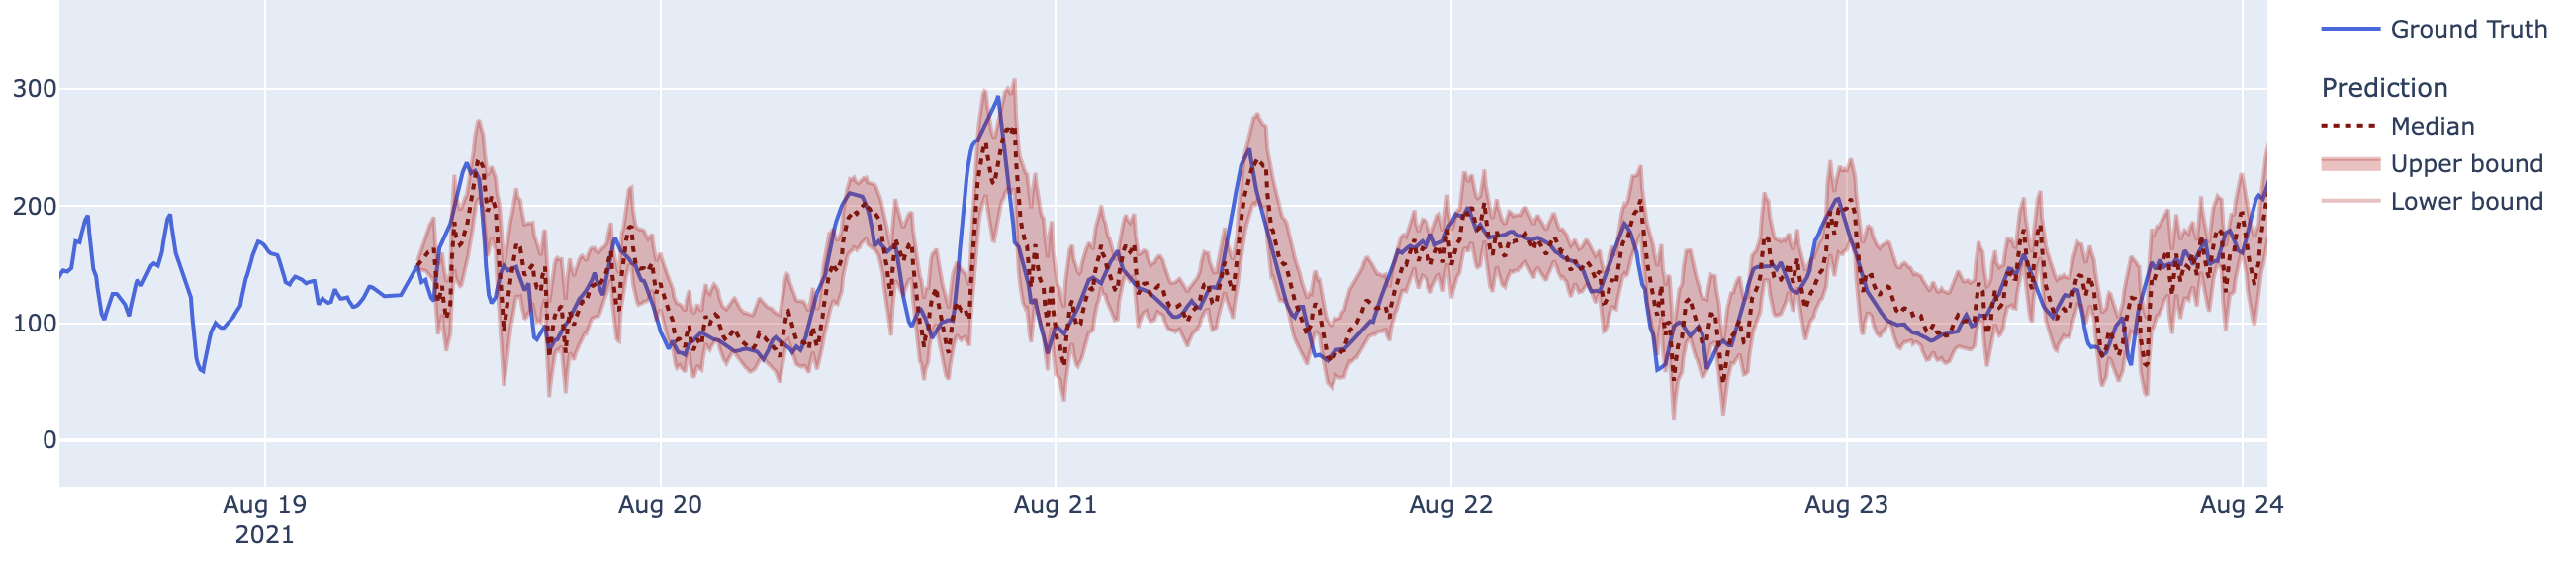 Ground Truth
Prediction
Median
Upper bound
Lower bound
300
200
100
0
Aug 19 Aug 20 Aug 21 Aug 22 Aug 23 Aug 24
2021